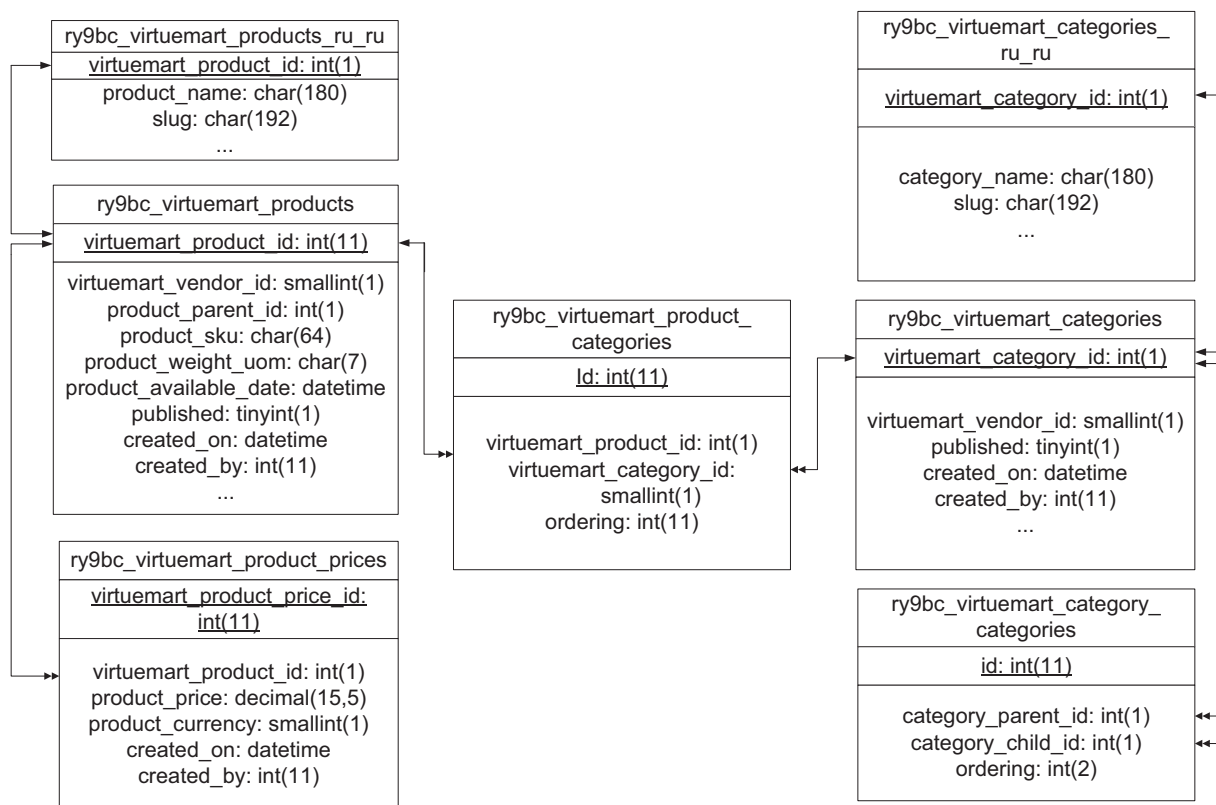 ry9bc_virtuemart_products_ru_ru
virtuemart_product_id: int(1)
product_name: char(180)
slug: char(192)
...
ry9bc_virtuemart_products
virtuemart_product_id: int(11)
virtuemart_vendor_id: smallint(1)
product_parent_id: int(1)
product_sku: char(64)
product_weight_uom: char(7)
product_available_date: datetime
published: tinyint(1)
created_on: datetime
created_by: int(11)
...
ry9bc_virtuemart_product_prices
virtuemart_product_price_id:
int(11)
virtuemart_product_id: int(1)
product_price: decimal(15,5)
product_currency: smallint(1)
created_on: datetime
created_by: int(11)
ry9bc_virtuemart_product_
categories
Id: int(11)
virtuemart_product_id: int(1)
virtuemart_category_id:
smallint(1)
ordering: int(11)
ry9bc_virtuemart_categories_
ru_ru
virtuemart_category_id: int(1)
category_name: char(180)
slug: char(192)
...
ry9bc_virtuemart_categories
virtuemart_category_id: int(1)
virtuemart_vendor_id: smallint(1)
published: tinyint(1)
created_on: datetime
created_by: int(11)
...
ry9bc_virtuemart_category_
categories
id: int(11)
category_parent_id: int(1)
category_child_id: int(1)
ordering: int(2)